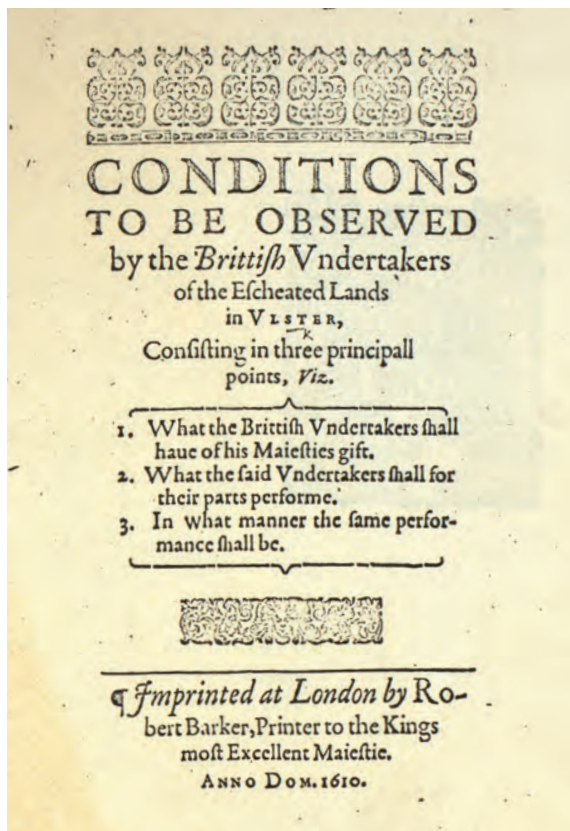 CONDITIONS
TO BE OBSERVED
by the Brittiſh Vndertakers
of the Eſcheated Lands
in VLSTER,
Conſiſting in three principall
points, Viz.
1. What the Brittiſh Vndertakers ſhall
haue of his Maieſties gift.
2. What the ſaid Vndertakers ſhall for
their parts performe.
3. In what manner the ſame perfor-
mance ſhall be.
¶ Imprinted at London by Ro-
bert Barker, Printer to the Kings
moſt Excellent Maieſtie.
ANNO DOM. 1610.